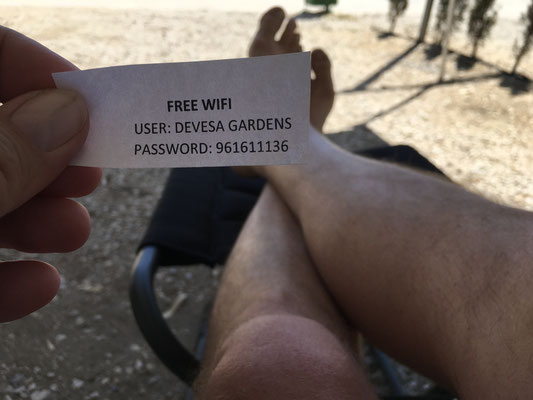 FREE WIFI
USER: DEVESA GARDENS
PASSWORD: 961611136